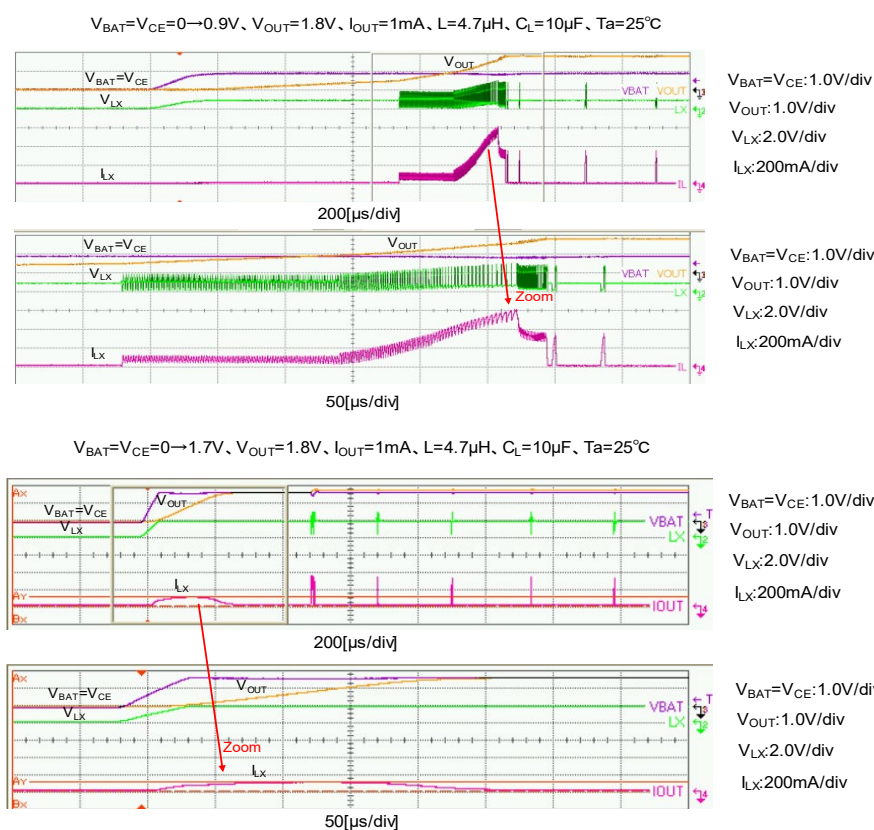 VBAT=VCE=0→0.9V、VOUT=1.8V、IOUT=1mA、L=4.7μH、CL=10μF、Ta=25℃
VOUT
VBAT=VCE
VLX
VBAT VOUT
LX
ILX
IL
200[μs/div]
VBAT=VCE:1.0V/div
VOUT:1.0V/div
VLX:2.0V/div
ILX:200mA/div
VBAT=VCE
VOUT
VLX
VBAT VOUT
LX
Zoom
ILX
IL
50[μs/div]
VBAT=VCE:1.0V/div
VOUT:1.0V/div
VLX:2.0V/div
ILX:200mA/div
VBAT=VCE=0→1.7V、VOUT=1.8V、IOUT=1mA、L=4.7μH、CL=10μF、Ta=25℃
Ax
VOUT
VBAT=VCE
VLX
VBAT
LX
ILX
Ay
IOUT
Bx
200[μs/div]
VBAT=VCE:1.0V/div
VOUT:1.0V/div
VLX:2.0V/div
ILX:200mA/div
Ax
VOUT
VBAT=VCE
VLX
VBAT
LX
Zoom
ILX
Ay
IOUT
Bx
50[μs/div]
VBAT=VCE:1.0V/di
VOUT:1.0V/div
VLX:2.0V/div
ILX:200mA/div